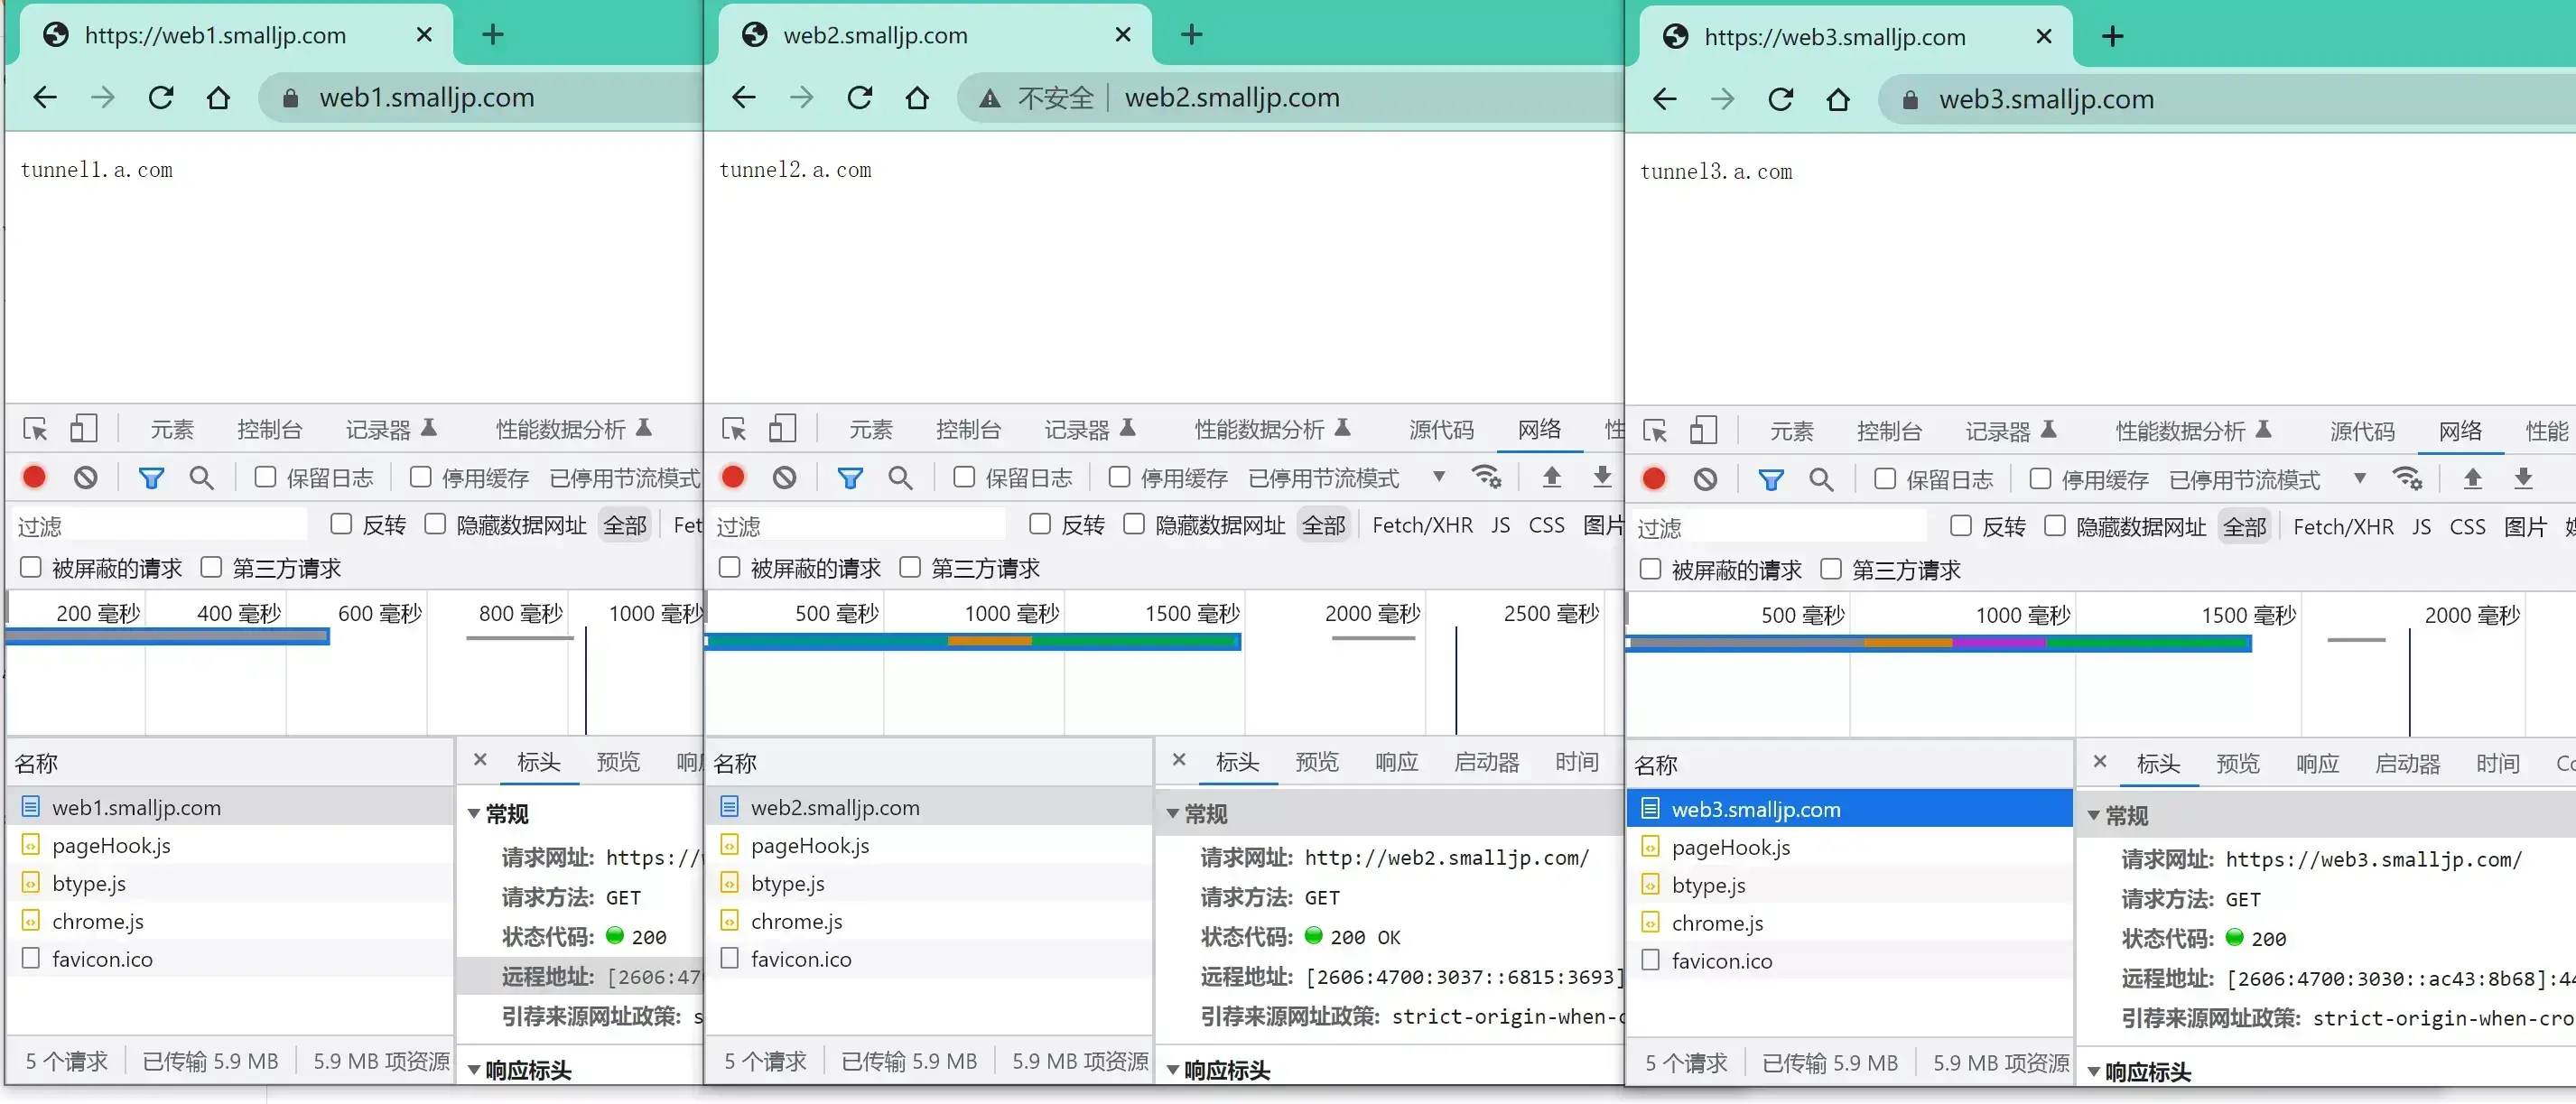 https://web1.smalljp.com
web1.smalljp.com
tunnel1.a.com
元素 控制台 记录器 性能数据分析
保留日志 停用缓存 已停用节流模式
过滤 反转 隐藏数据网址 全部 Fet
被屏蔽的请求 第三方请求
200 毫秒 400 毫秒 600 毫秒 800 毫秒 1000 毫秒
名称
web1.smalljp.com
pageHook.js
btype.js
chrome.js
favicon.ico
5 个请求 已传输 5.9 MB 5.9 MB 项资源
标头 预览 响
常规
请求网址: https://
请求方法: GET
状态代码: 200
远程地址: [2606:47
引荐来源网址政策: s
响应标头
web2.smalljp.com
不安全 web2.smalljp.com
tunnel2.a.com
元素 控制台 记录器 性能数据分析 源代码 网络 性
保留日志 停用缓存 已停用节流模式
过滤 反转 隐藏数据网址 全部 Fetch/XHR JS CSS 图片
被屏蔽的请求 第三方请求
500 毫秒 1000 毫秒 1500 毫秒 2000 毫秒 2500 毫秒
名称
web2.smalljp.com
pageHook.js
btype.js
chrome.js
favicon.ico
5 个请求 已传输 5.9 MB 5.9 MB 项资源
标头 预览 响应 启动器 时间
常规
请求网址: http://web2.smalljp.com/
请求方法: GET
状态代码: 200 OK
远程地址: [2606:4700:3037::6815:3693]
引荐来源网址政策: strict-origin-when-c
响应标头
https://web3.smalljp.com
web3.smalljp.com
tunnel3.a.com
元素 控制台 记录器 性能数据分析 源代码 网络 性能
保留日志 停用缓存 已停用节流模式
过滤 反转 隐藏数据网址 全部 Fetch/XHR JS CSS 图片
被屏蔽的请求 第三方请求
500 毫秒 1000 毫秒 1500 毫秒 2000 毫秒
名称
web3.smalljp.com
pageHook.js
btype.js
chrome.js
favicon.ico
5 个请求 已传输 5.9 MB 5.9 MB 项资源
标头 预览 响应 启动器 时间 Co
常规
请求网址: https://web3.smalljp.com/
请求方法: GET
状态代码: 200
远程地址: [2606:4700:3030::ac43:8b68]:44
引荐来源网址政策: strict-origin-when-cro
响应标头